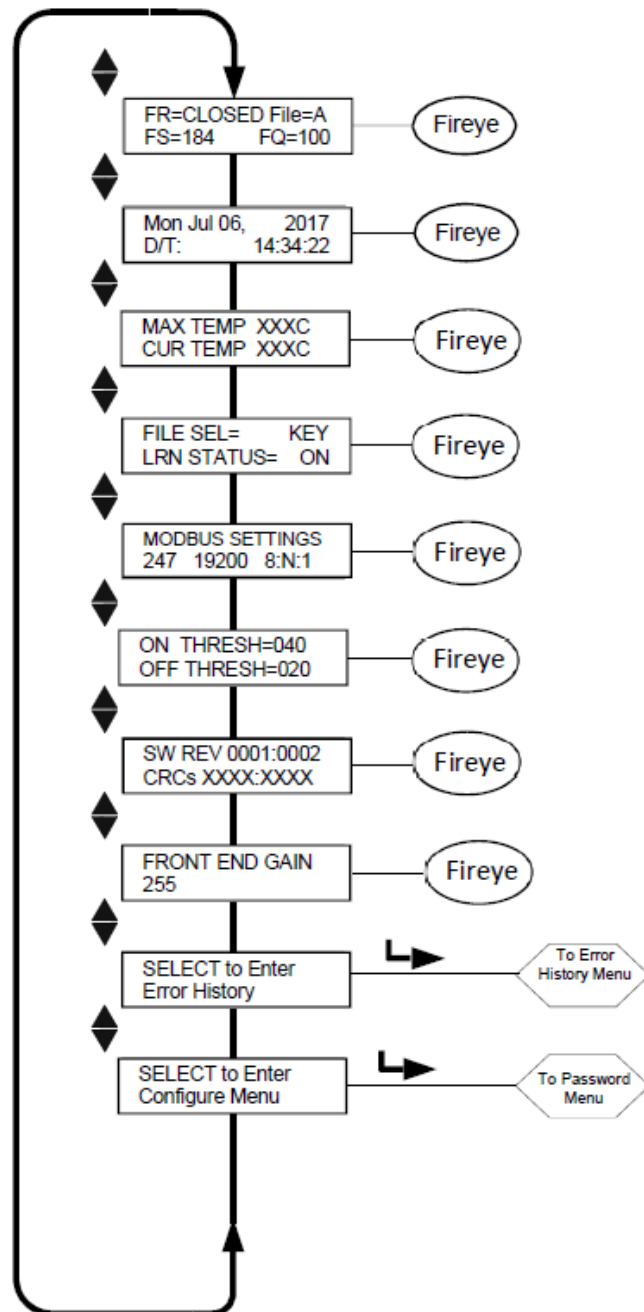 FR=CLOSED File=A
FS=184 FQ=100
Fireye
Mon Jul 06, 2017
D/T: 14:34:22
Fireye
MAX TEMP XXXC
CUR TEMP XXXC
Fireye
FILE SEL= KEY
LRN STATUS= ON
Fireye
MODBUS SETTINGS
247 19200 8:N:1
Fireye
ON THRESH=040
OFF THRESH=020
Fireye
SW REV 0001:0002
CRCs XXXX:XXXX
Fireye
FRONT END GAIN
255
Fireye
SELECT to Enter
Error History
To Error
History Menu
SELECT to Enter
Configure Menu
To Password
Menu